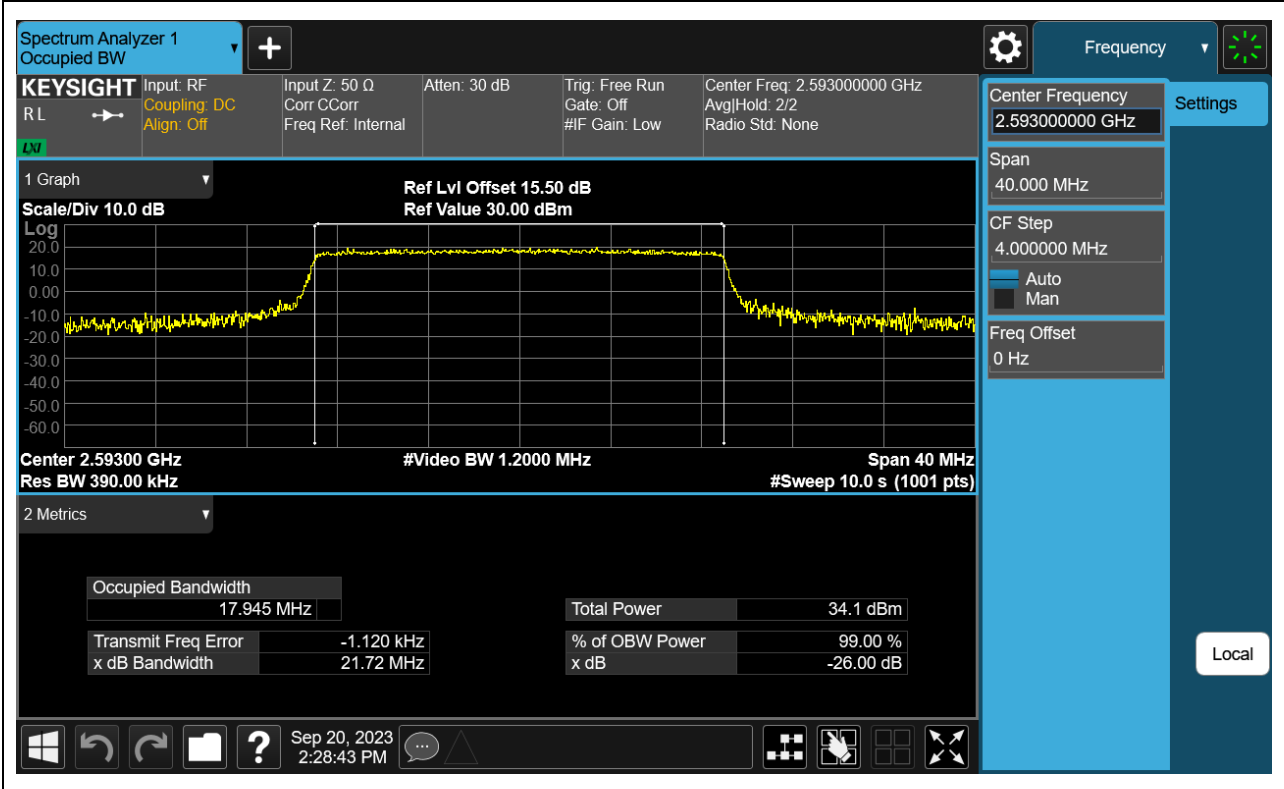 Spectrum Analyzer 1
Occupied BW
+
Frequency
KEYSIGHT
R L
LXI
Input: RF
Coupling: DC
Align: Off
Input Z: 50 Ω
Corr CCorr
Freq Ref: Internal
Atten: 30 dB
Trig: Free Run
Gate: Off
#IF Gain: Low
Center Freq: 2.593000000 GHz
Avg|Hold: 2/2
Radio Std: None
Center Frequency
2.593000000 GHz
Settings
Span
40.000 MHz
CF Step
4.000000 MHz
Auto
Man
Freq Offset
0 Hz
Local
1 Graph
Scale/Div 10.0 dB
Ref Lvl Offset 15.50 dB
Ref Value 30.00 dBm
Log
20.0
10.0
0.00
-10.0
-20.0
-30.0
-40.0
-50.0
-60.0
Center 2.59300 GHz
#Video BW 1.2000 MHz
Span 40 MHz
Res BW 390.00 kHz
#Sweep 10.0 s (1001 pts)
2 Metrics
Occupied Bandwidth
17.945 MHz
Total Power 34.1 dBm
Transmit Freq Error -1.120 kHz
% of OBW Power 99.00 %
x dB Bandwidth 21.72 MHz
x dB -26.00 dB
?
Sep 20, 2023
2:28:43 PM